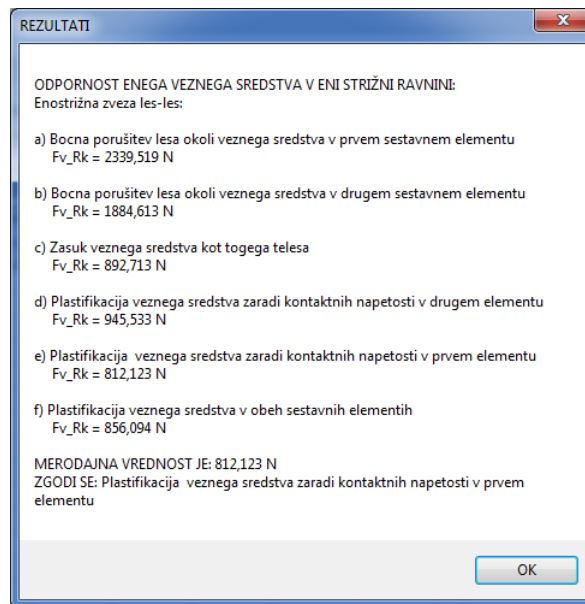 REZULTATI
ODPORNOST ENEGA VEZNEGA SREDSTVA V ENI STRIŽNI RAVNINI:
Enostrižna zveza les-les:
a) Bocna porušitev lesa okoli veznega sredstva v prvem sestavnem elementu
Fv_Rk = 2339,519 N
b) Bocna porušitev lesa okoli veznega sredstva v drugem sestavnem elementu
Fv_Rk = 1884,613 N
c) Zasuk veznega sredstva kot togega telesa
Fv_Rk = 892,713 N
d) Plastifikacija veznega sredstva zaradi kontaktnih napetosti v drugem elementu
Fv_Rk = 945,533 N
e) Plastifikacija  veznega sredstva zaradi kontaktnih napetosti v prvem elementu
Fv_Rk = 812,123 N
f) Plastifikacija veznega sredstva v obeh sestavnih elementih
Fv_Rk = 856,094 N
MERODAJNA VREDNOST JE: 812,123 N
ZGODI SE: Plastifikacija  veznega sredstva zaradi kontaktnih napetosti v prvem
elementu
OK